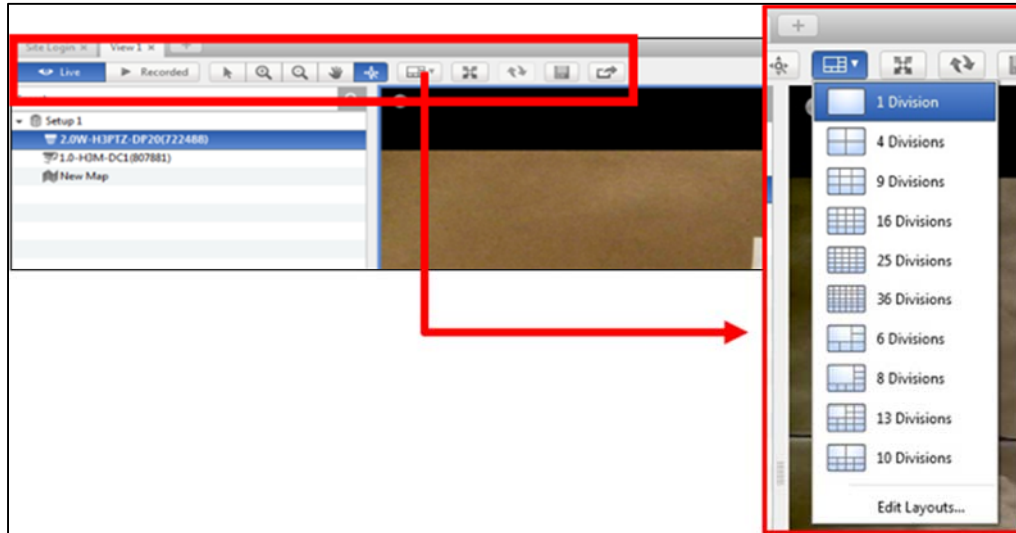 Site Login × View 1 × +
Live Recorded
Setup 1
2.0W-H3PTZ-DP20(722488)
1.0-H3M-DC1(807881)
New Map
+
1 Division
4 Divisions
9 Divisions
16 Divisions
25 Divisions
36 Divisions
6 Divisions
8 Divisions
13 Divisions
10 Divisions
Edit Layouts...